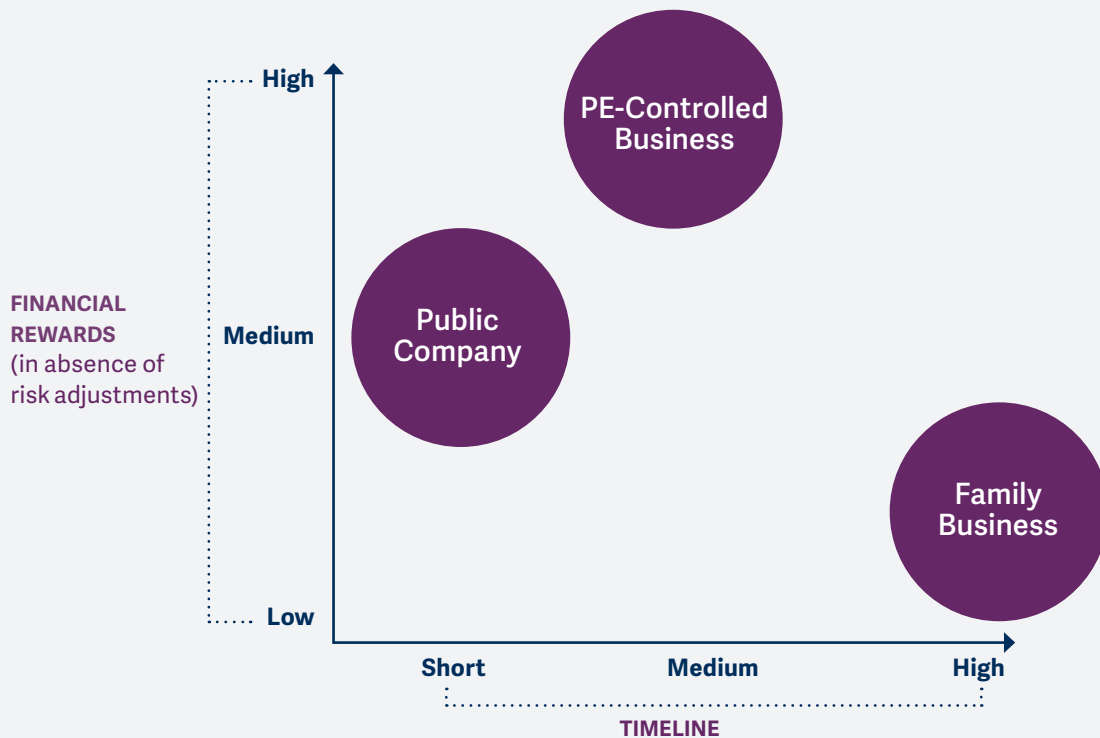 High
PE-Controlled
Business
FINANCIAL
REWARDS
(in absence of
risk adjustments)
Medium
Public
Company
Family
Business
Low
Short
Medium
High
TIMELINE